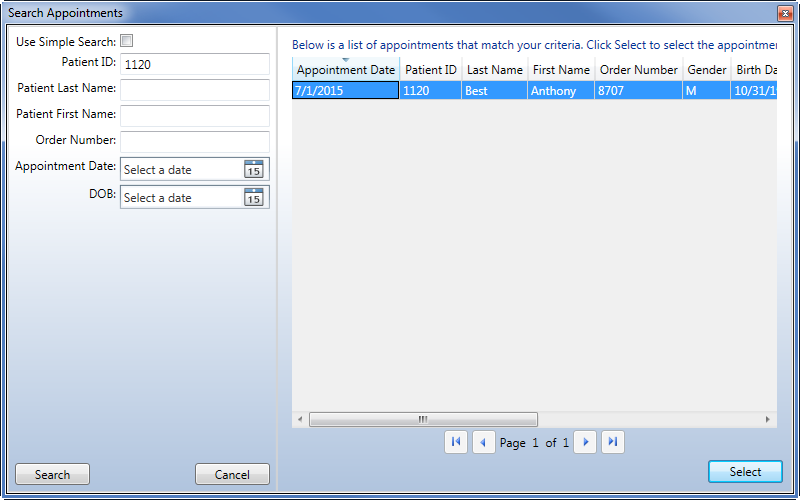 Search Appointments
Use Simple Search:
Patient ID: 1120
Patient Last Name:
Patient First Name:
Order Number:
Appointment Date: Select a date 15
DOB: Select a date 15
Search Cancel
Below is a list of appointments that match your criteria. Click Select to select the appointmer
Appointment Date Patient ID Last Name First Name Order Number Gender Birth Da
7/1/2015 1120 Best Anthony 8707 M 10/31/19
Page 1 of 1
Select